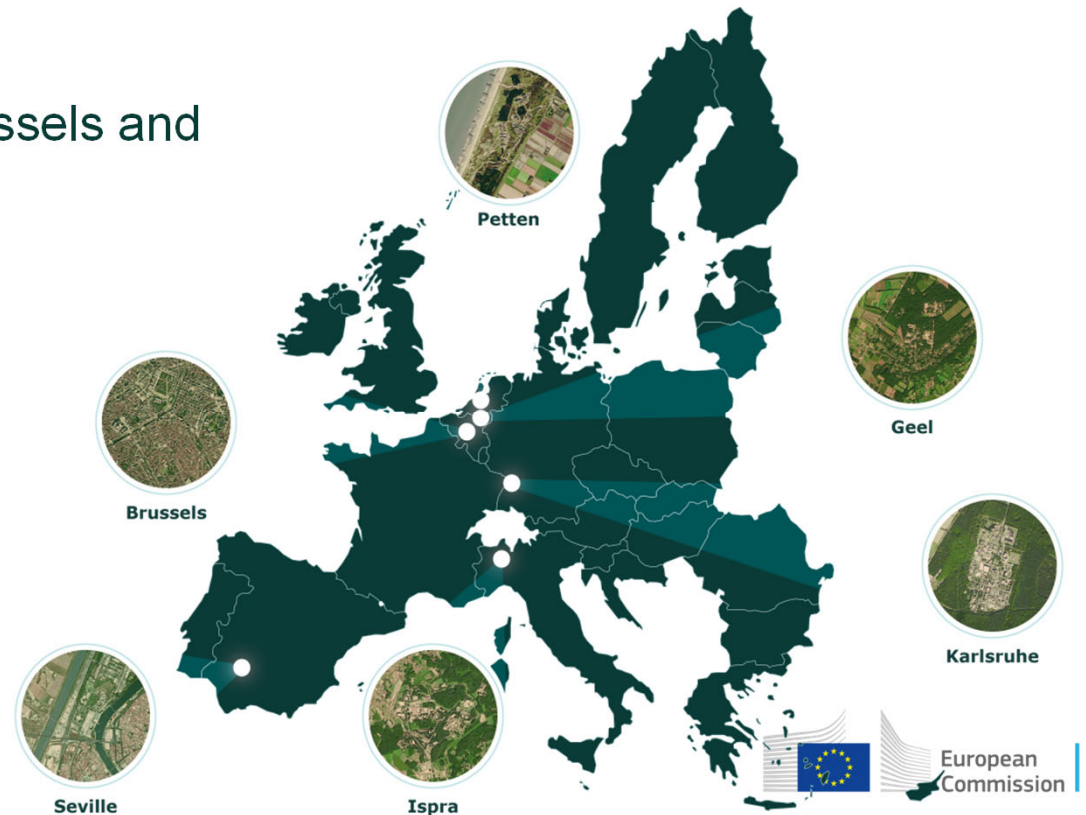 ssels and
Petten
Geel
Brussels
Karlsruhe
Seville
Ispra
European
Commission